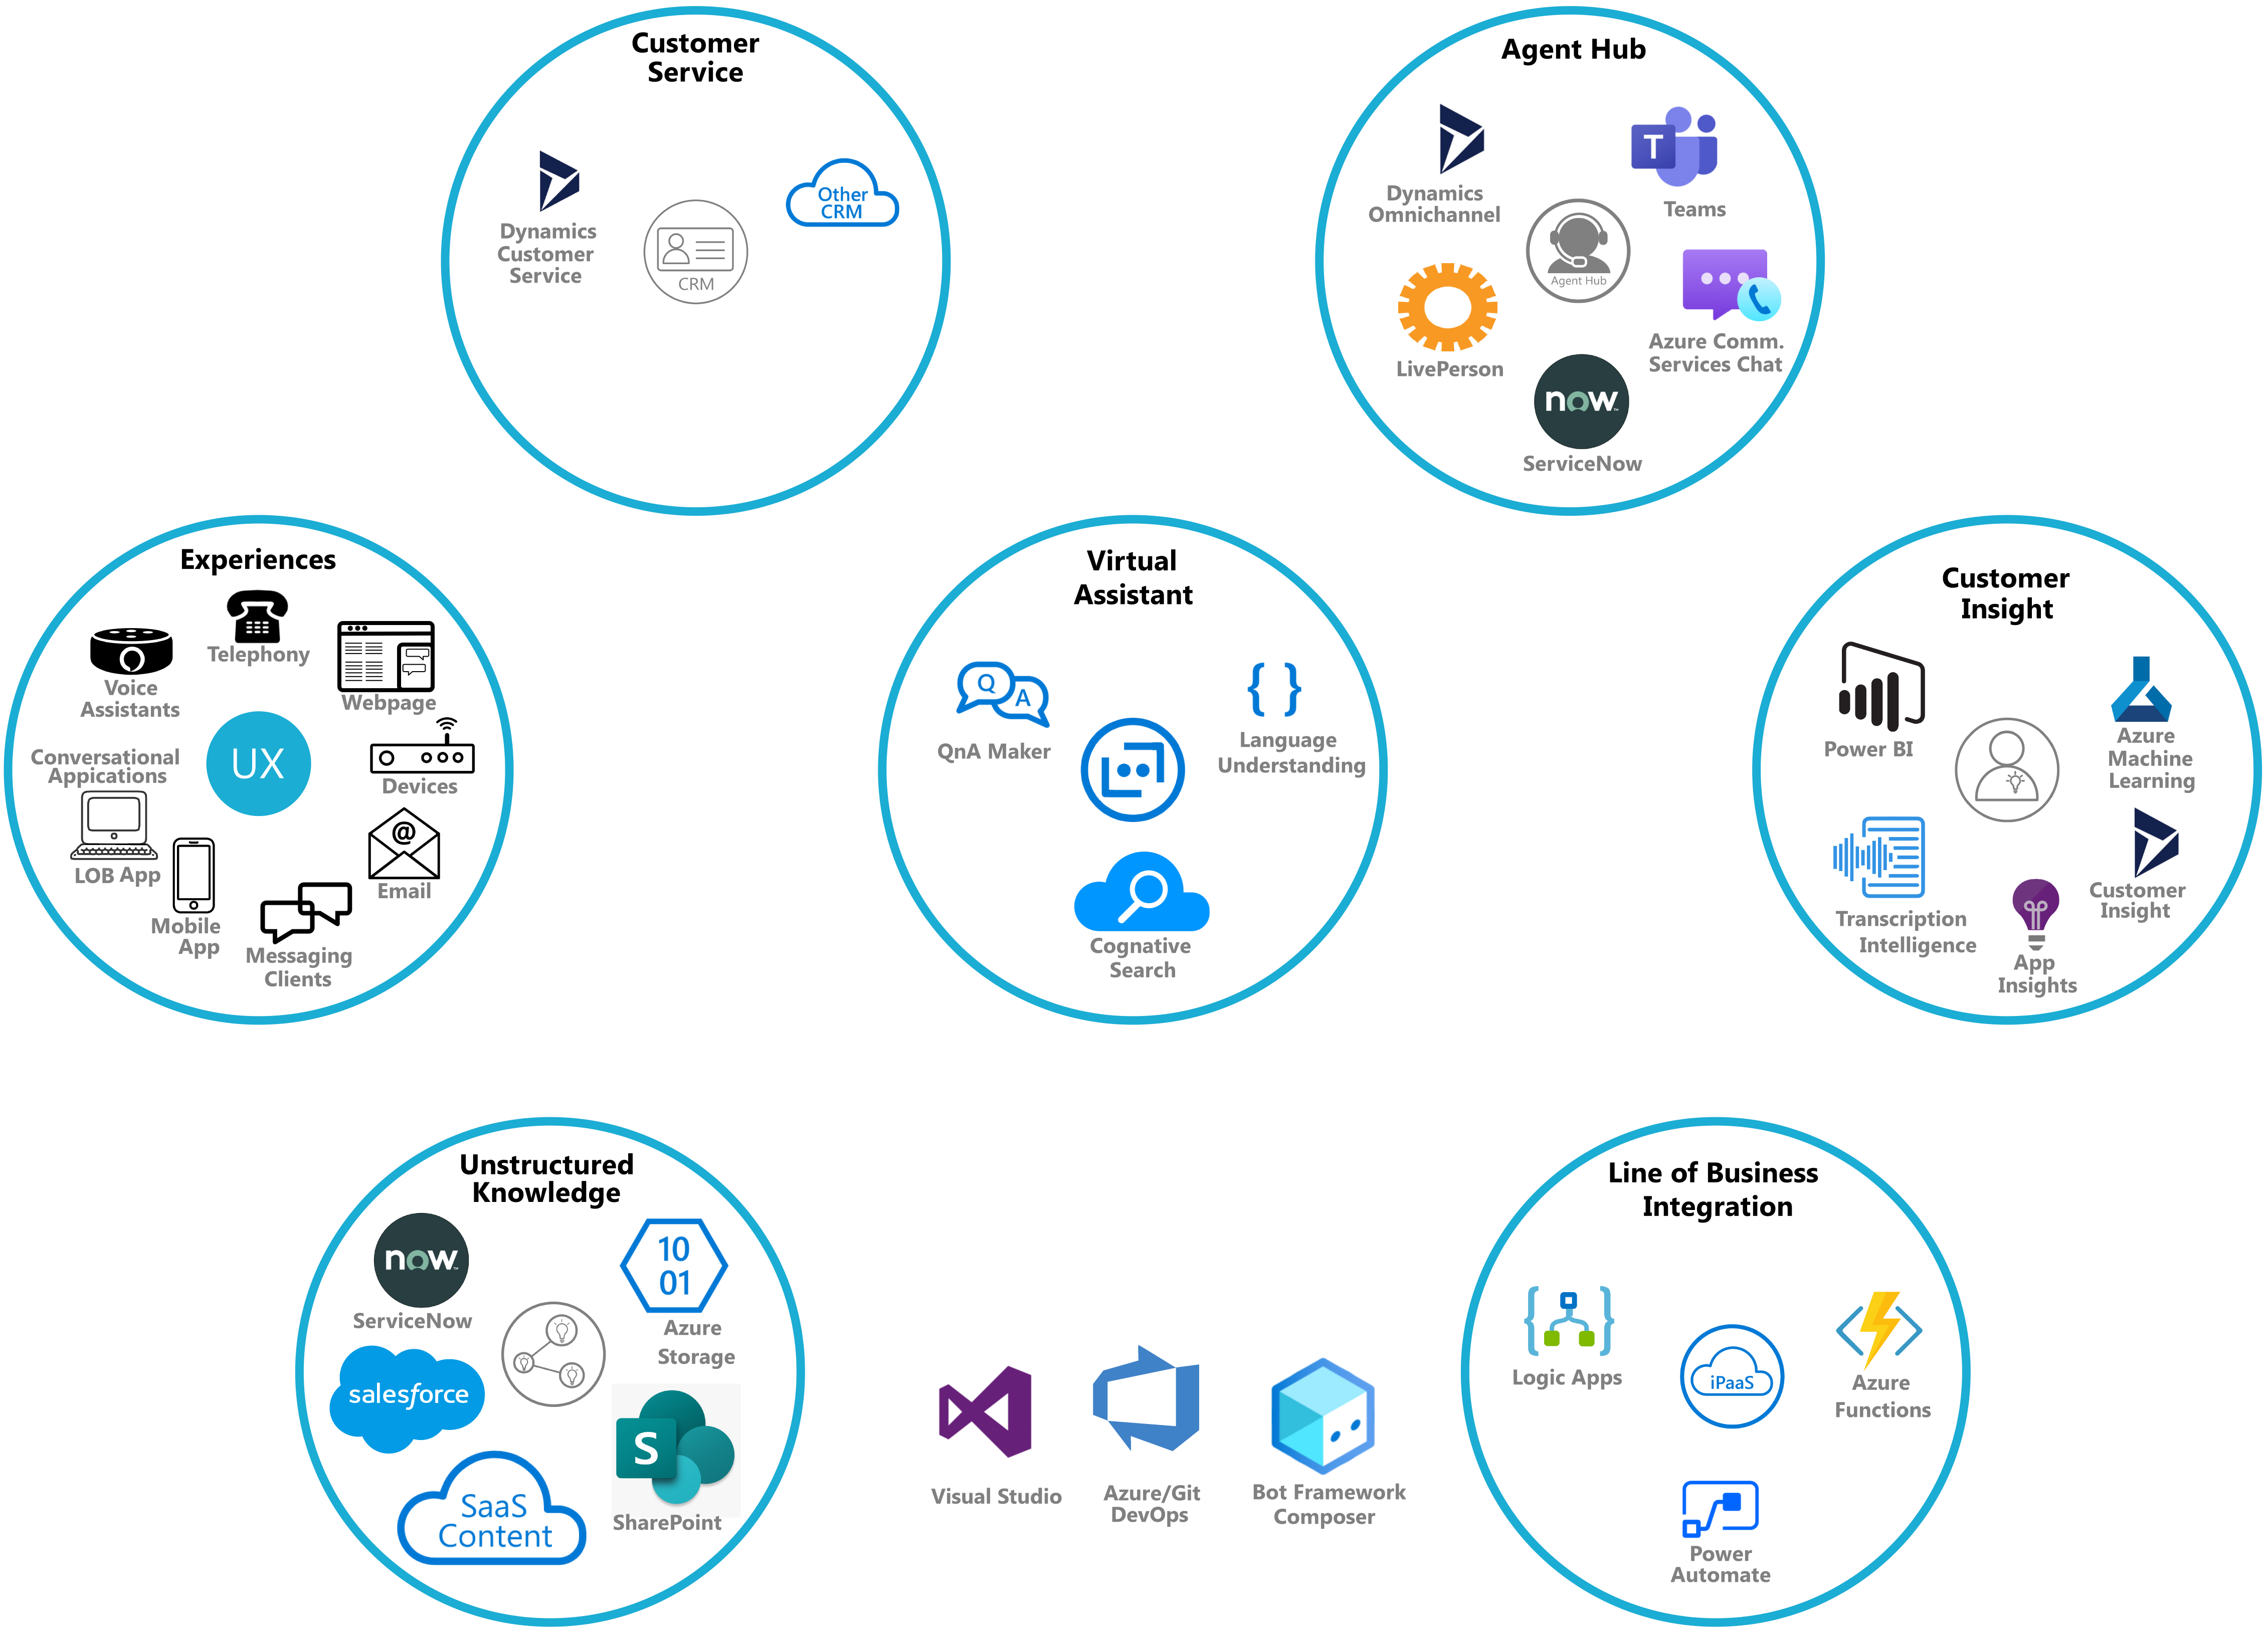 Customer
Service
Dynamics
Customer
Service
CRM
Other
CRM
Agent Hub
Dynamics
Omnichannel
T
Teams
Agent Hub
LivePerson
Azure Comm.
Services Chat
now
ServiceNow
Experiences
Telephony
Voice
Assistants
Webpage
Conversational
Appications
UX
Devices
LOB App
@
Email
Mobile
App
Messaging
Clients
Virtual
Assistant
Q
A
QnA Maker
{ }
Language
Understanding
Cognative
Search
Customer
Insight
Power BI
Azure
Machine
Learning
Transcription
Intelligence
App
Insights
Customer
Insight
Unstructured
Knowledge
now
ServiceNow
10
01
Azure
Storage
salesforce
S
SharePoint
SaaS
Content
Visual Studio
Azure/Git
DevOps
Bot Framework
Composer
Line of Business
Integration
Logic Apps
iPaaS
Azure
Functions
Power
Automate